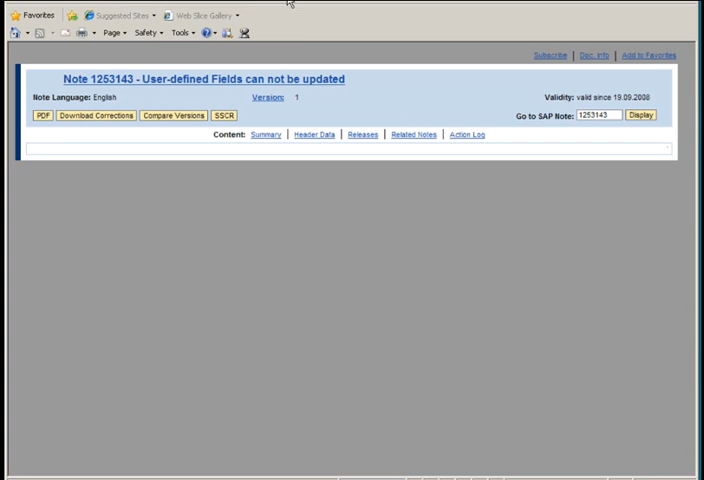 Favorites Suggested Sites Web Slice Gallery
Page Safety Tools
Subscribe Doc. Info Add to Favorites
Note 1253143 - User-defined Fields can not be updated
Note Language: English Version: 1 Validity: valid since 19.09.2008
PDF Download Corrections Compare Versions SSCR Go to SAP Note: 1253143 Display
Content: Summary | Header Data | Releases | Related Notes | Action Log